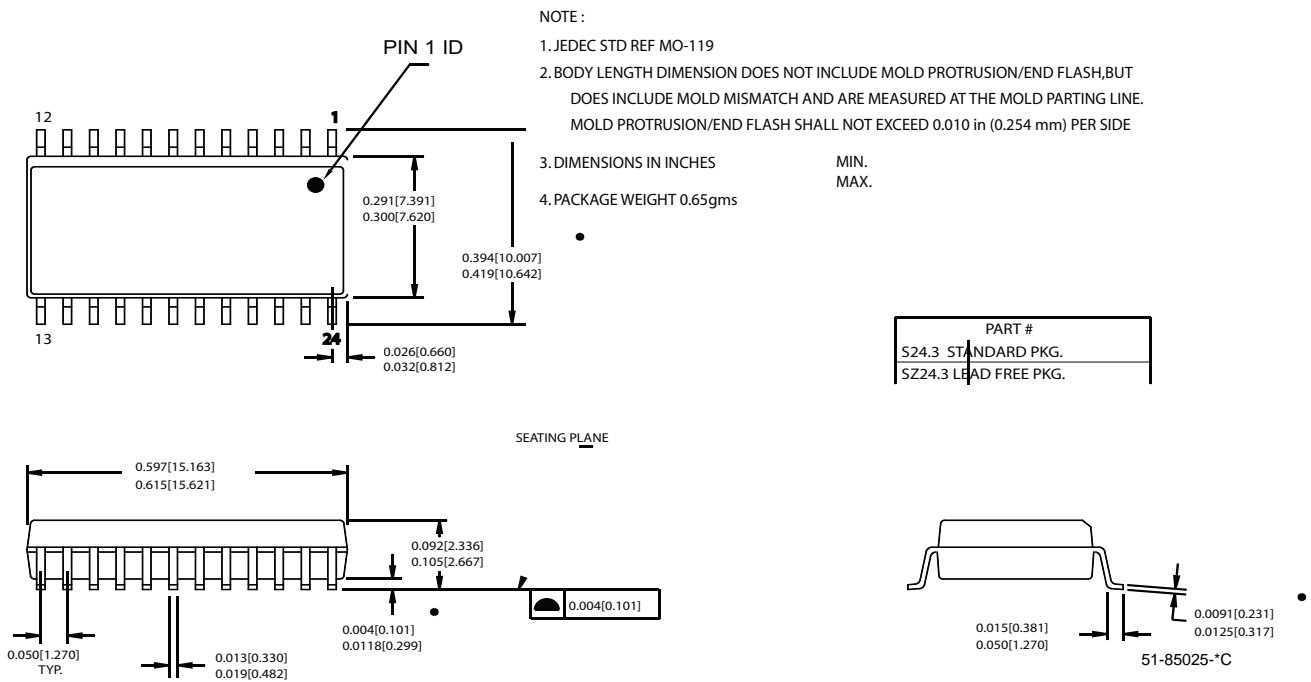 NOTE :
1. JEDEC STD REF MO-119
2. BODY LENGTH DIMENSION DOES NOT INCLUDE MOLD PROTRUSION/END FLASH,BUT
DOES INCLUDE MOLD MISMATCH AND ARE MEASURED AT THE MOLD PARTING LINE.
MOLD PROTRUSION/END FLASH SHALL NOT EXCEED 0.010 in (0.254 mm) PER SIDE
3. DIMENSIONS IN INCHES MIN.
MAX.
4. PACKAGE WEIGHT 0.65gms
PIN 1 ID
12 1
0.291[7.391]
0.300[7.620]
0.394[10.007]
0.419[10.642]
13 24
0.026[0.660]
0.032[0.812]
PART #
S24.3 STANDARD PKG.
SZ24.3 LEAD FREE PKG.
SEATING PLANE
0.597[15.163]
0.615[15.621]
0.092[2.336]
0.105[2.667]
0.004[0.101]
0.004[0.101]
0.0118[0.299]
0.050[1.270]
TYP.
0.013[0.330]
0.019[0.482]
0.015[0.381]
0.050[1.270]
0.0091[0.231]
0.0125[0.317]
51-85025-*C